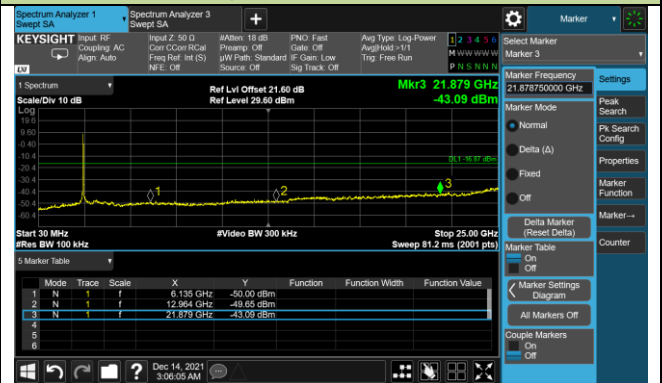 Spectrum Analyzer 1
Swept SA
Spectrum Analyzer 3
Swept SA
+
Marker
KEYSIGHT
Input: RF
Coupling: AC
Align: Auto
Input Z: 50 Ω
Corr CCorr RCal
Freq Ref: Int (S)
NFE: Off
#Atten: 18 dB
Preamp: Off
µW Path: Standard
Source: Off
PNO: Fast
Gate: Off
IF Gain: Low
Sig Track: Off
Avg Type: Log-Power
Avg|Hold:>1/1
Trig: Free Run
1 2 3 4 5 6
M W W W W W
P N S N N N
LXI
Select Marker
Marker 3
1 Spectrum
Scale/Div 10 dB
Log
Ref Lvl Offset 21.60 dB
Ref Level 29.60 dBm
Mkr3 21.879 GHz
-43.09 dBm
19.6
9.60
-0.400
-10.4
-20.4
-30.4
-40.4
-50.4
-60.4
1
2
3
Start 30 MHz
#Res BW 100 kHz
#Video BW 300 kHz
Stop 25.00 GHz
Sweep 81.2 ms (2001 pts)
5 Marker Table
Mode Trace Scale X Y Function Function Width Function Value
1 N 1 f 6.135 GHz -50.00 dBm
2 N 1 f 12.964 GHz -49.65 dBm
3 N 1 f 21.879 GHz -43.09 dBm
4
5
6
Marker Frequency
21.878750000 GHz
Marker Mode
Normal
Delta (Δ)
Fixed
Off
Delta Marker
(Reset Delta)
Marker Table
On
Off
Marker Settings
Diagram
All Markers Off
Couple Markers
On
Off
Settings
Peak
Search
Pk Search
Config
Properties
Marker
Function
Marker→
Counter
?
Dec 14, 2021
3:06:05 AM